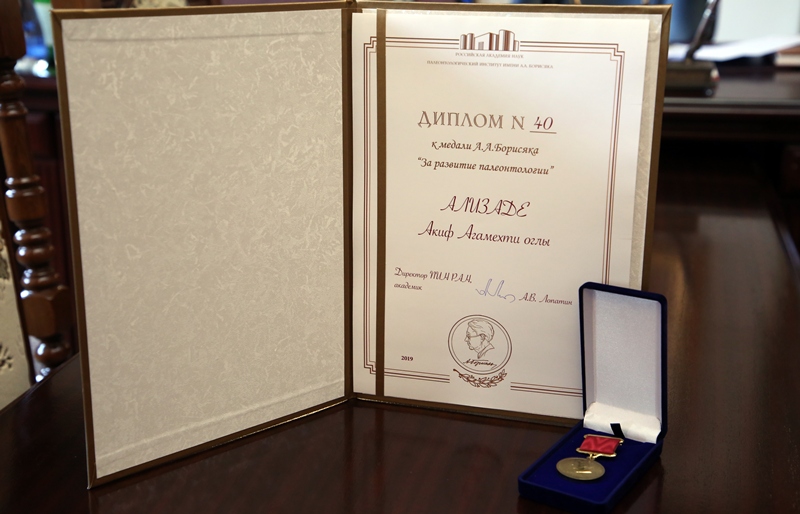 РОССИЙСКАЯ АКАДЕМИЯ НАУК
ПАЛЕОНТОЛОГИЧЕСКИЙ ИНСТИТУТ ИМЕНИ А.А. БОРИСЯКА
ДИПЛОМ N 40
к медали А.А.Борисяка
"За развитие палеонтологии"
АЛИЗАДЕ
Акиф Агамехти оглы
Директор ПИН РАН,
академик
А.В. Лопатин
2019